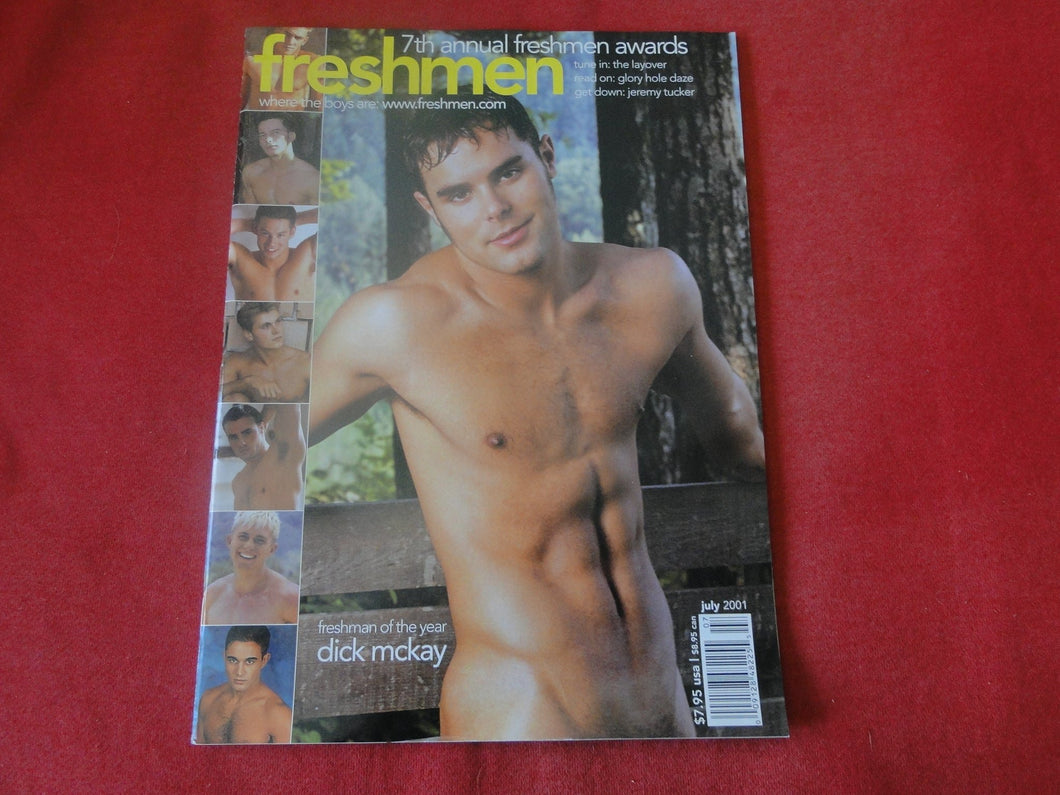 7th annual freshmen awards
freshmen
tune in: the layover
read on: glory hole daze
get down: jeremy tucker
where the boys are: www.freshmen.com
freshman of the year
dick mckay
july 2001
$7.95 usa | $8.95 can
07